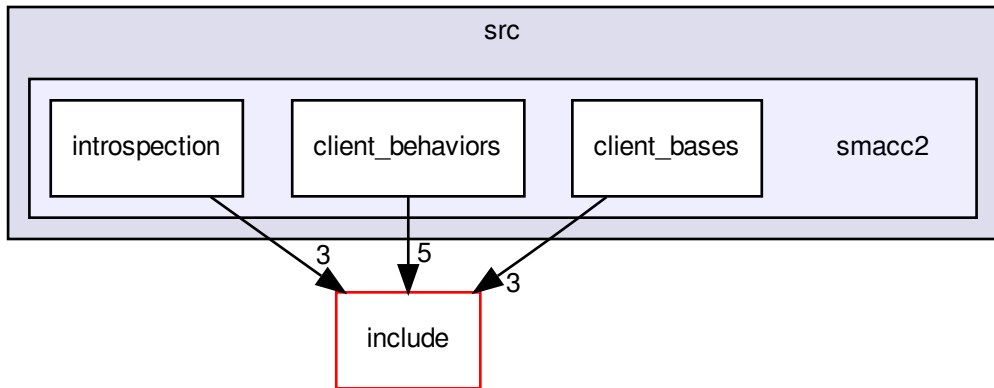 src
introspection
client_behaviors
client_bases
smacc2
3
5
3
include